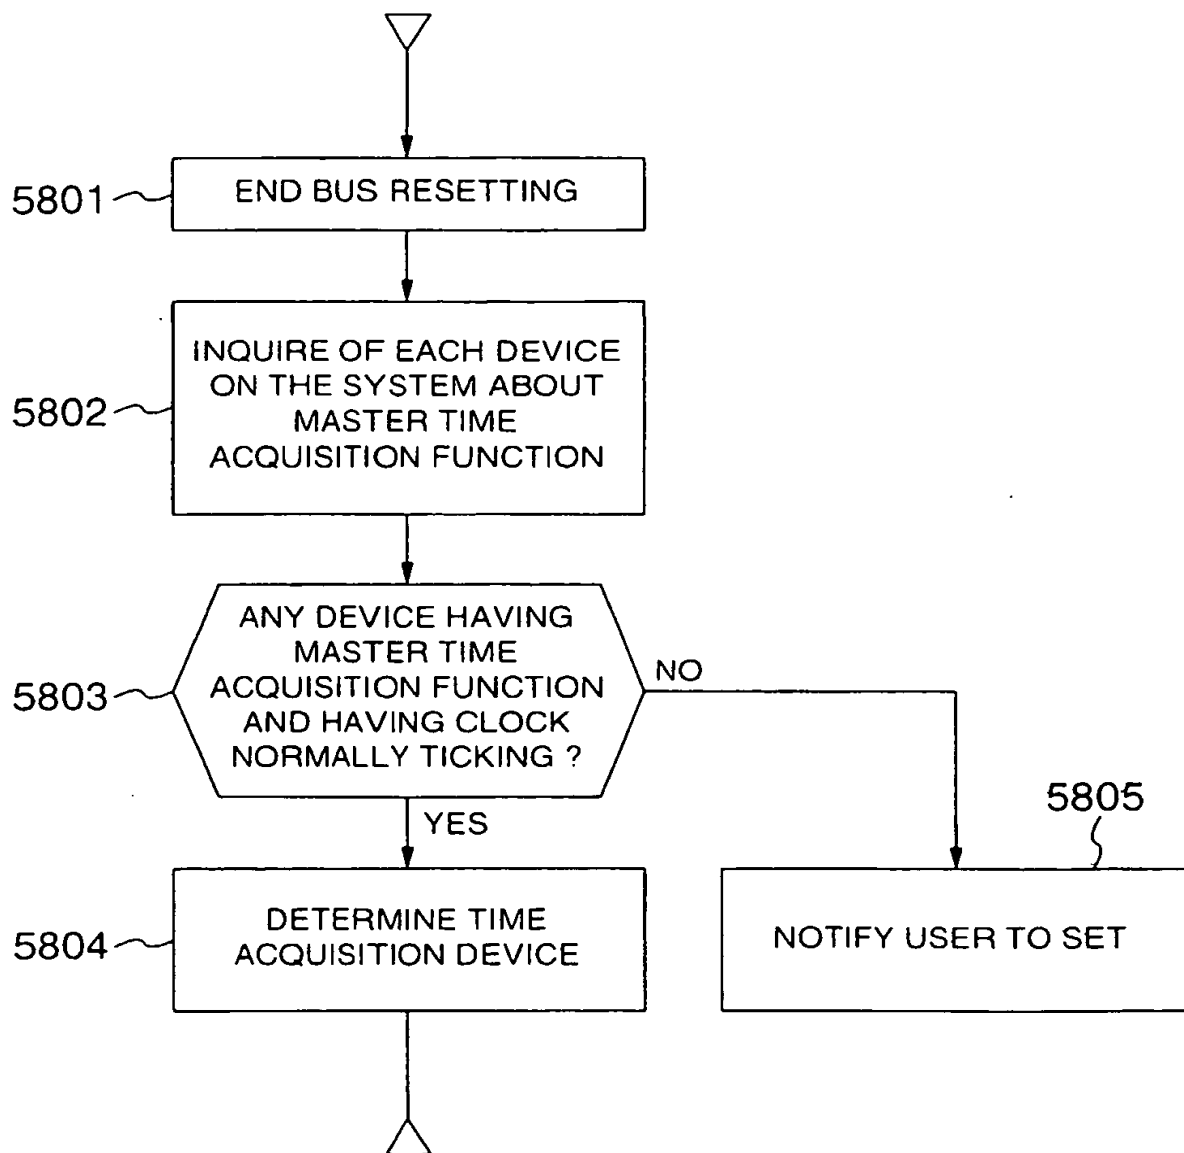 5801
END BUS RESETTING
5802
INQUIRE OF EACH DEVICE
ON THE SYSTEM ABOUT
MASTER TIME
ACQUISITION FUNCTION
5803
ANY DEVICE HAVING
MASTER TIME
ACQUISITION FUNCTION
AND HAVING CLOCK
NORMALLY TICKING ?
NO
YES
5804
DETERMINE TIME
ACQUISITION DEVICE
5805
NOTIFY USER TO SET